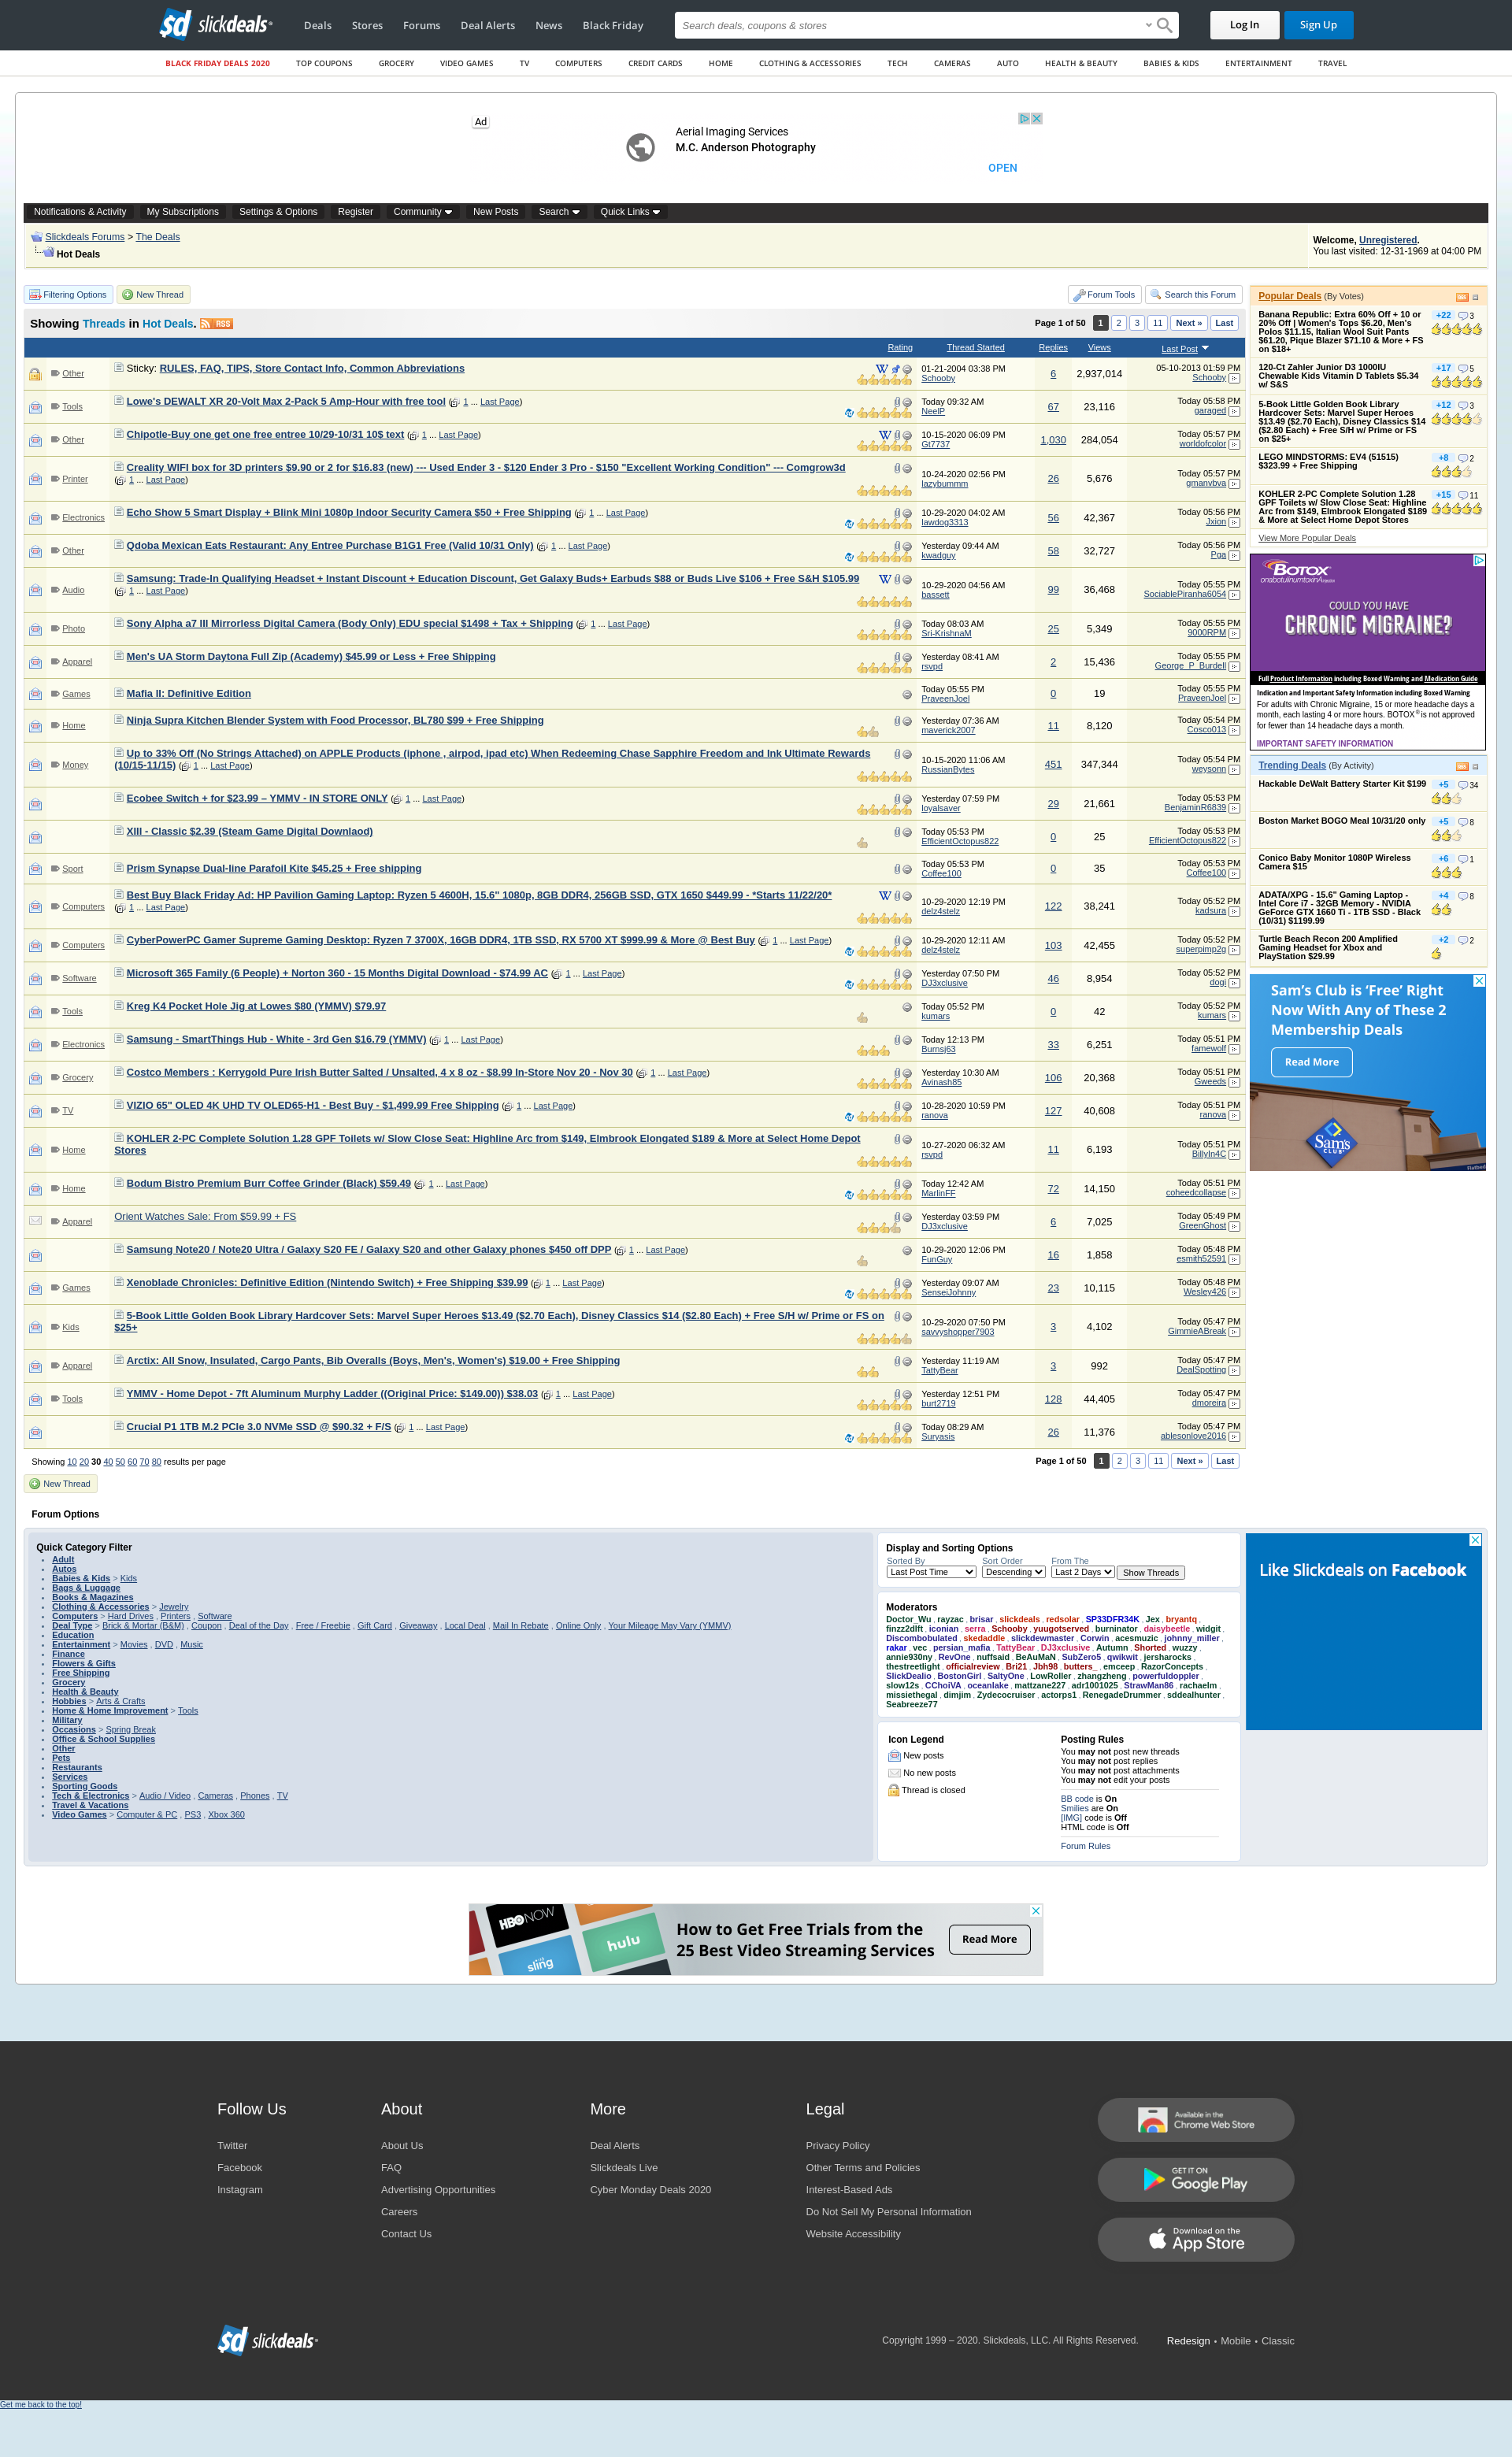 slickdeals
Deals Stores Forums Deal Alerts News Black Friday
Search deals, coupons & stores
Log In Sign Up
BLACK FRIDAY DEALS 2020 TOP COUPONS GROCERY VIDEO GAMES TV COMPUTERS CREDIT CARDS HOME CLOTHING & ACCESSORIES TECH CAMERAS AUTO HEALTH & BEAUTY BABIES & KIDS ENTERTAINMENT TRAVEL
Ad
Aerial Imaging Services
M.C. Anderson Photography
OPEN
Notifications & Activity My Subscriptions Settings & Options Register Community New Posts Search Quick Links
Slickdeals Forums > The Deals
Hot Deals
Welcome, Unregistered.
You last visited: 12-31-1969 at 04:00 PM
Filtering Options New Thread Forum Tools Search this Forum
Showing Threads in Hot Deals. RSS
Page 1 of 50 1 2 3 11 Next » Last
Rating Thread Started Replies Views Last Post
Other Sticky: RULES, FAQ, TIPS, Store Contact Info, Common Abbreviations 01-21-2004 03:38 PM Schooby 6 2,937,014 05-10-2013 01:59 PM Schooby
Tools Lowe's DEWALT XR 20-Volt Max 2-Pack 5 Amp-Hour with free tool ( 1 ... Last Page) Today 09:32 AM NeelP 67 23,116 Today 05:58 PM garaged
Other Chipotle-Buy one get one free entree 10/29-10/31 10$ text ( 1 ... Last Page) 10-15-2020 06:09 PM Gt7737 1,030 284,054 Today 05:57 PM worldofcolor
Printer Creality WIFI box for 3D printers $9.90 or 2 for $16.83 (new) --- Used Ender 3 - $120 Ender 3 Pro - $150 "Excellent Working Condition" --- Comgrow3d ( 1 ... Last Page) 10-24-2020 02:56 PM lazybummm 26 5,676 Today 05:57 PM gmanvbva
Electronics Echo Show 5 Smart Display + Blink Mini 1080p Indoor Security Camera $50 + Free Shipping ( 1 ... Last Page) 10-29-2020 04:02 AM lawdog3313 56 42,367 Today 05:56 PM Jxion
Other Qdoba Mexican Eats Restaurant: Any Entree Purchase B1G1 Free (Valid 10/31 Only) ( 1 ... Last Page) Yesterday 09:44 AM kwadguy 58 32,727 Today 05:56 PM Pga
Audio Samsung: Trade-In Qualifying Headset + Instant Discount + Education Discount, Get Galaxy Buds+ Earbuds $88 or Buds Live $106 + Free S&H $105.99 ( 1 ... Last Page) 10-29-2020 04:56 AM bassett 99 36,468 Today 05:55 PM SociablePiranha6054
Photo Sony Alpha a7 III Mirrorless Digital Camera (Body Only) EDU special $1498 + Tax + Shipping ( 1 ... Last Page) Today 08:03 AM Sri-KrishnaM 25 5,349 Today 05:55 PM 9000RPM
Apparel Men's UA Storm Daytona Full Zip (Academy) $45.99 or Less + Free Shipping Yesterday 08:41 AM rsvpd 2 15,436 Today 05:55 PM George_P_Burdell
Games Mafia II: Definitive Edition Today 05:55 PM PraveenJoel 0 19 Today 05:55 PM PraveenJoel
Home Ninja Supra Kitchen Blender System with Food Processor, BL780 $99 + Free Shipping Yesterday 07:36 AM maverick2007 11 8,120 Today 05:54 PM Cosco013
Money Up to 33% Off (No Strings Attached) on APPLE Products (iphone , airpod, ipad etc) When Redeeming Chase Sapphire Freedom and Ink Ultimate Rewards (10/15-11/15) ( 1 ... Last Page) 10-15-2020 11:06 AM RussianBytes 451 347,344 Today 05:54 PM weysonn
Ecobee Switch + for $23.99 – YMMV - IN STORE ONLY ( 1 ... Last Page) Yesterday 07:59 PM loyalsaver 29 21,661 Today 05:53 PM BenjaminR6839
XIII - Classic $2.39 (Steam Game Digital Downlaod) Today 05:53 PM EfficientOctopus822 0 25 Today 05:53 PM EfficientOctopus822
Sport Prism Synapse Dual-line Parafoil Kite $45.25 + Free shipping Today 05:53 PM Coffee100 0 35 Today 05:53 PM Coffee100
Computers Best Buy Black Friday Ad: HP Pavilion Gaming Laptop: Ryzen 5 4600H, 15.6" 1080p, 8GB DDR4, 256GB SSD, GTX 1650 $449.99 - *Starts 11/22/20* ( 1 ... Last Page) 10-29-2020 12:19 PM delz4stelz 122 38,241 Today 05:52 PM kadsura
Computers CyberPowerPC Gamer Supreme Gaming Desktop: Ryzen 7 3700X, 16GB DDR4, 1TB SSD, RX 5700 XT $999.99 & More @ Best Buy ( 1 ... Last Page) 10-29-2020 12:11 AM delz4stelz 103 42,455 Today 05:52 PM superpimp2g
Software Microsoft 365 Family (6 People) + Norton 360 - 15 Months Digital Download - $74.99 AC ( 1 ... Last Page) Yesterday 07:50 PM DJ3xclusive 46 8,954 Today 05:52 PM dogi
Tools Kreg K4 Pocket Hole Jig at Lowes $80 (YMMV) $79.97 Today 05:52 PM kumars 0 42 Today 05:52 PM kumars
Electronics Samsung - SmartThings Hub - White - 3rd Gen $16.79 (YMMV) ( 1 ... Last Page) Today 12:13 PM Burnsj63 33 6,251 Today 05:51 PM famewolf
Grocery Costco Members : Kerrygold Pure Irish Butter Salted / Unsalted, 4 x 8 oz - $8.99 In-Store Nov 20 - Nov 30 ( 1 ... Last Page) Yesterday 10:30 AM Avinash85 106 20,368 Today 05:51 PM Gweeds
TV VIZIO 65" OLED 4K UHD TV OLED65-H1 - Best Buy - $1,499.99 Free Shipping ( 1 ... Last Page) 10-28-2020 10:59 PM ranova 127 40,608 Today 05:51 PM ranova
Home KOHLER 2-PC Complete Solution 1.28 GPF Toilets w/ Slow Close Seat: Highline Arc from $149, Elmbrook Elongated $189 & More at Select Home Depot Stores 10-27-2020 06:32 AM rsvpd 11 6,193 Today 05:51 PM BillyIn4C
Home Bodum Bistro Premium Burr Coffee Grinder (Black) $59.49 ( 1 ... Last Page) Today 12:42 AM MarlinFF 72 14,150 Today 05:51 PM coheedcollapse
Apparel Orient Watches Sale: From $59.99 + FS Yesterday 03:59 PM DJ3xclusive 6 7,025 Today 05:49 PM GreenGhost
Samsung Note20 / Note20 Ultra / Galaxy S20 FE / Galaxy S20 and other Galaxy phones $450 off DPP ( 1 ... Last Page) 10-29-2020 12:06 PM FunGuy 16 1,858 Today 05:48 PM esmith52591
Games Xenoblade Chronicles: Definitive Edition (Nintendo Switch) + Free Shipping $39.99 ( 1 ... Last Page) Yesterday 09:07 AM SenseiJohnny 23 10,115 Today 05:48 PM Wesley426
Kids 5-Book Little Golden Book Library Hardcover Sets: Marvel Super Heroes $13.49 ($2.70 Each), Disney Classics $14 ($2.80 Each) + Free S/H w/ Prime or FS on $25+ 10-29-2020 07:50 PM savvyshopper7903 3 4,102 Today 05:47 PM GimmieABreak
Apparel Arctix: All Snow, Insulated, Cargo Pants, Bib Overalls (Boys, Men's, Women's) $19.00 + Free Shipping Yesterday 11:19 AM TattyBear 3 992 Today 05:47 PM DealSpotting
Tools YMMV - Home Depot - 7ft Aluminum Murphy Ladder ((Original Price: $149.00)) $38.03 ( 1 ... Last Page) Yesterday 12:51 PM burt2719 128 44,405 Today 05:47 PM dmoreira
Crucial P1 1TB M.2 PCIe 3.0 NVMe SSD @ $90.32 + F/S ( 1 ... Last Page) Today 08:29 AM Suryasis 26 11,376 Today 05:47 PM ablesonlove2016
Showing 10 20 30 40 50 60 70 80 results per page
Page 1 of 50 1 2 3 11 Next » Last
New Thread
Popular Deals (By Votes)
Banana Republic: Extra 60% Off + 10 or 20% Off | Women's Tops $6.20, Men's Polos $11.15, Italian Wool Suit Pants $61.20, Pique Blazer $71.10 & More + FS on $18+ +22 3
120-Ct Zahler Junior D3 1000IU Chewable Kids Vitamin D Tablets $5.34 w/ S&S +17 5
5-Book Little Golden Book Library Hardcover Sets: Marvel Super Heroes $13.49 ($2.70 Each), Disney Classics $14 ($2.80 Each) + Free S/H w/ Prime or FS on $25+ +12 3
LEGO MINDSTORMS: EV4 (51515) $323.99 + Free Shipping +8 2
KOHLER 2-PC Complete Solution 1.28 GPF Toilets w/ Slow Close Seat: Highline Arc from $149, Elmbrook Elongated $189 & More at Select Home Depot Stores +15 11
View More Popular Deals
BOTOX
onabotulinumtoxinA
COULD YOU HAVE
CHRONIC MIGRAINE?
Full Product Information including Boxed Warning and Medication Guide
Indication and Important Safety Information including Boxed Warning
For adults with Chronic Migraine, 15 or more headache days a
month, each lasting 4 or more hours. BOTOX® is not approved
for fewer than 14 headache days a month.
IMPORTANT SAFETY INFORMATION
Trending Deals (By Activity)
Hackable DeWalt Battery Starter Kit $199 +5 34
Boston Market BOGO Meal 10/31/20 only +5 8
Conico Baby Monitor 1080P Wireless Camera $15 +6 1
ADATA/XPG - 15.6" Gaming Laptop - Intel Core i7 - 32GB Memory - NVIDIA GeForce GTX 1660 Ti - 1TB SSD - Black (10/31) $1199.99 +4 8
Turtle Beach Recon 200 Amplified Gaming Headset for Xbox and PlayStation $29.99 +2 2
Sam's Club is 'Free' Right
Now With Any of These 2
Membership Deals
Read More
Sam's
CLUB
Forum Options
Quick Category Filter
Adult
Autos
Babies & Kids > Kids
Bags & Luggage
Books & Magazines
Clothing & Accessories > Jewelry
Computers > Hard Drives , Printers , Software
Deal Type > Brick & Mortar (B&M) , Coupon , Deal of the Day , Free / Freebie , Gift Card , Giveaway , Local Deal , Mail In Rebate , Online Only , Your Mileage May Vary (YMMV)
Education
Entertainment > Movies , DVD , Music
Finance
Flowers & Gifts
Free Shipping
Grocery
Health & Beauty
Hobbies > Arts & Crafts
Home & Home Improvement > Tools
Military
Occasions > Spring Break
Office & School Supplies
Other
Pets
Restaurants
Services
Sporting Goods
Tech & Electronics > Audio / Video , Cameras , Phones , TV
Travel & Vacations
Video Games > Computer & PC , PS3 , Xbox 360
Display and Sorting Options
Sorted By Sort Order From The
Last Post Time Descending Last 2 Days Show Threads
Moderators
Doctor_Wu , rayzac , brisar , slickdeals , redsolar , SP33DFR34K , Jex , bryantq ,
finzz2dlft , iconian , serra , Schooby , yuugotserved , burninator , daisybeetle , widgit ,
Discombobulated , skedaddle , slickdewmaster , Corwin , acesmuzic , johnny_miller ,
rakar , vec , persian_mafia , TattyBear , DJ3xclusive , Autumn , Shorted , wuzzy ,
annie930ny , RevOne , nuffsaid , BeAuMaN , SubZero5 , qwikwit , jersharocks ,
thestreetlight , officialreview , Bri21 , Jbh98 , butters_ , emceep , RazorConcepts ,
SlickDealio , BostonGirl , SaltyOne , LowRoller , zhangzheng , powerfuldoppler ,
slow12s , CChoiVA , oceanlake , mattzane227 , adr1001025 , StrawMan86 , rachaelm ,
missiethegal , dimjim , Zydecocruiser , actorps1 , RenegadeDrummer , sddealhunter ,
Seabreeze77
Icon Legend
New posts
No new posts
Thread is closed
Posting Rules
You may not post new threads
You may not post replies
You may not post attachments
You may not edit your posts
BB code is On
Smilies are On
[IMG] code is Off
HTML code is Off
Forum Rules
Like Slickdeals on Facebook
HBO NOW
sling
hulu
How to Get Free Trials from the
25 Best Video Streaming Services
Read More
Follow Us
Twitter
Facebook
Instagram
About
About Us
FAQ
Advertising Opportunities
Careers
Contact Us
More
Deal Alerts
Slickdeals Live
Cyber Monday Deals 2020
Legal
Privacy Policy
Other Terms and Policies
Interest-Based Ads
Do Not Sell My Personal Information
Website Accessibility
Available in the
Chrome Web Store
GET IT ON
Google Play
Download on the
App Store
slickdeals
Copyright 1999 – 2020. Slickdeals, LLC. All Rights Reserved. Redesign • Mobile • Classic
Get me back to the top!